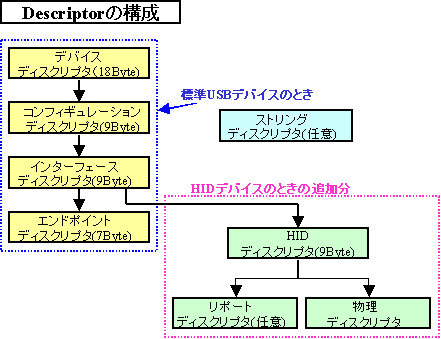 Descriptorの構成
デバイス
ディスクリプタ(18Byte)
標準USBデバイスのとき
コンフィギュレーション
ディスクリプタ(9Byte)
ストリング
ディスクリプタ(任意)
インターフェース
ディスクリプタ(9Byte)
HIDデバイスのときの追加分
エンドポイント
ディスクリプタ(7Byte)
HID
ディスクリプタ(9Byte)
リポート
ディスクリプタ(任意)
物理
ディスクリプタ